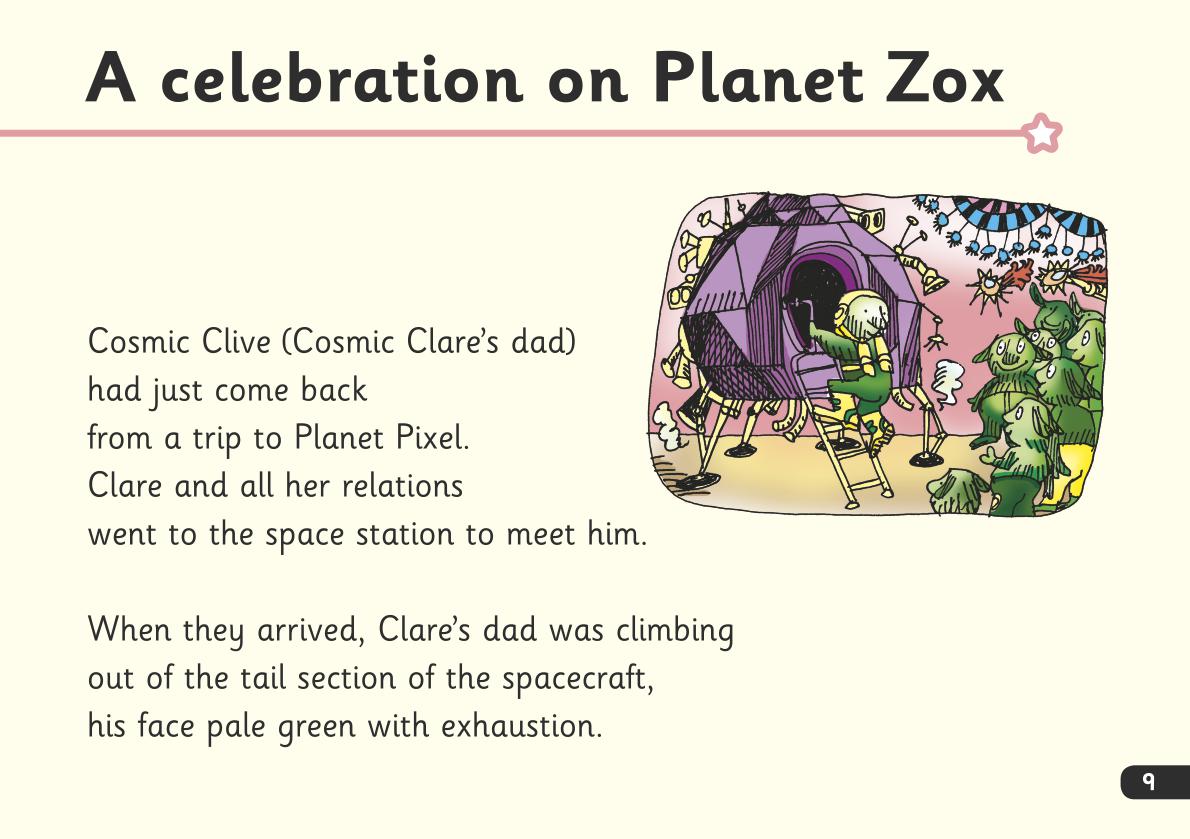 A celebration on Planet Zox
Cosmic Clive (Cosmic Clare’s dad)
had just come back
from a trip to Planet Pixel.
Clare and all her relations
went to the space station to meet him.
When they arrived, Clare’s dad was climbing
out of the tail section of the spacecraft,
his face pale green with exhaustion.
9